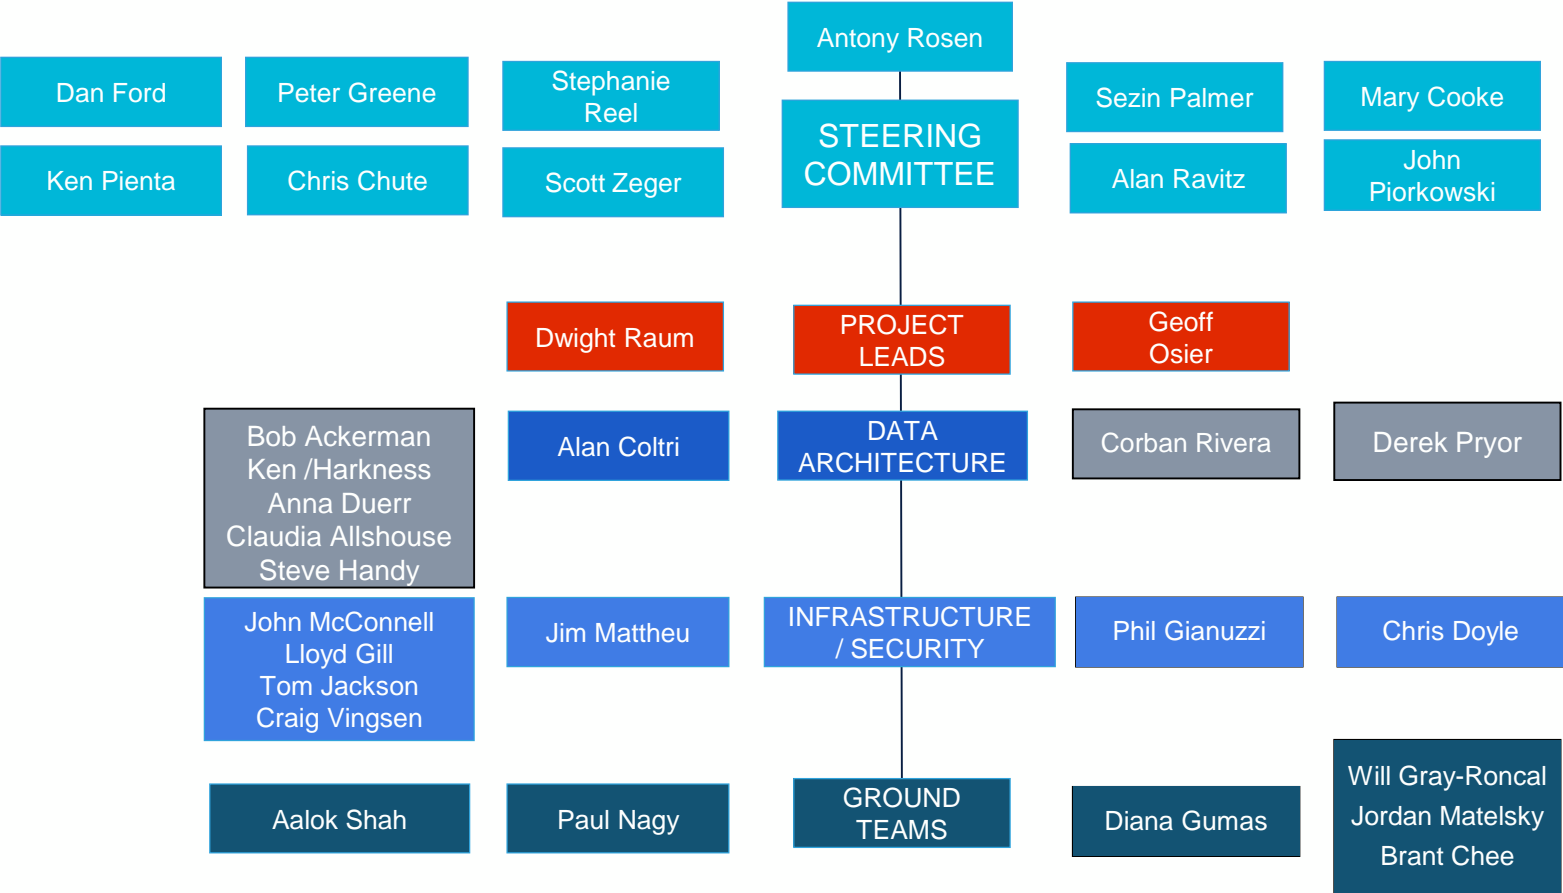 Antony Rosen
Dan Ford
Peter Greene
Stephanie
Reel
STEERING
COMMITTEE
Sezin Palmer
Mary Cooke
Ken Pienta
Chris Chute
Scott Zeger
Alan Ravitz
John
Piorkowski
Dwight Raum
PROJECT
LEADS
Geoff
Osier
Bob Ackerman
Ken /Harkness
Anna Duerr
Claudia Allshouse
Steve Handy
Alan Coltri
DATA
ARCHITECTURE
Corban Rivera
Derek Pryor
John McConnell
Lloyd Gill
Tom Jackson
Craig Vingsen
Jim Mattheu
INFRASTRUCTURE
/ SECURITY
Phil Gianuzzi
Chris Doyle
Aalok Shah
Paul Nagy
GROUND
TEAMS
Diana Gumas
Will Gray-Roncal
Jordan Matelsky
Brant Chee